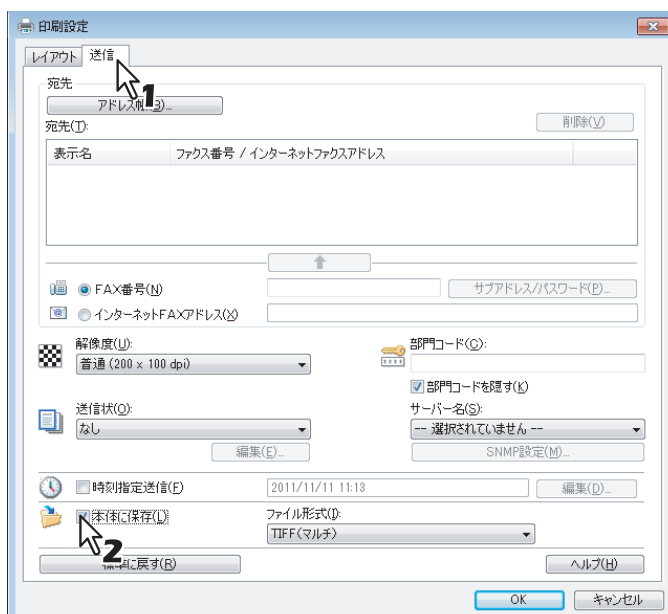 印刷設定
レイアウト 送信
1
宛先
アドレス帳(B)...
宛先(T):
削除(V)
表示名 ファクス番号 / インターネットファクスアドレス
FAX番号(N)
サブアドレス/パスワード(P)...
インターネットFAXアドレス(X)
解像度(U):
部門コード(C):
普通 (200 x 100 dpi)
部門コードを隠す(K)
送信状(O):
サーバー名(S):
なし
-- 選択されていません --
編集(E)...
SNMP設定(M)...
時刻指定送信(F)
2011/11/11 11:13
編集(D)...
本体に保存(L)
ファイル形式(I):
TIFF(マルチ)
2
標準に戻す(R)
ヘルプ(H)
OK
キャンセル